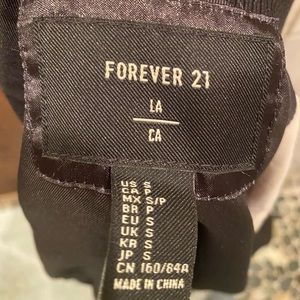 FOREVER 21
LA
CA
US S
CA P
MX S/P
BR P
EU S
UK S
KR S
JP S
CN 160/84A
MADE IN CHINA